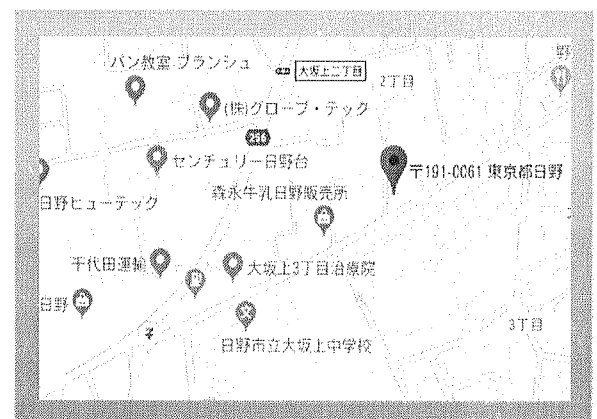 パン教室 ブランシュ
大坂上二丁目
2丁目
野
(株)グローブ・テック
256
センチュリー日野台
〒191-0061 東京都日野
日野ヒューテック
森永牛乳日野販売所
千代田運輸
大坂上3丁目治療院
日野
3丁目
日野市立大坂上中学校